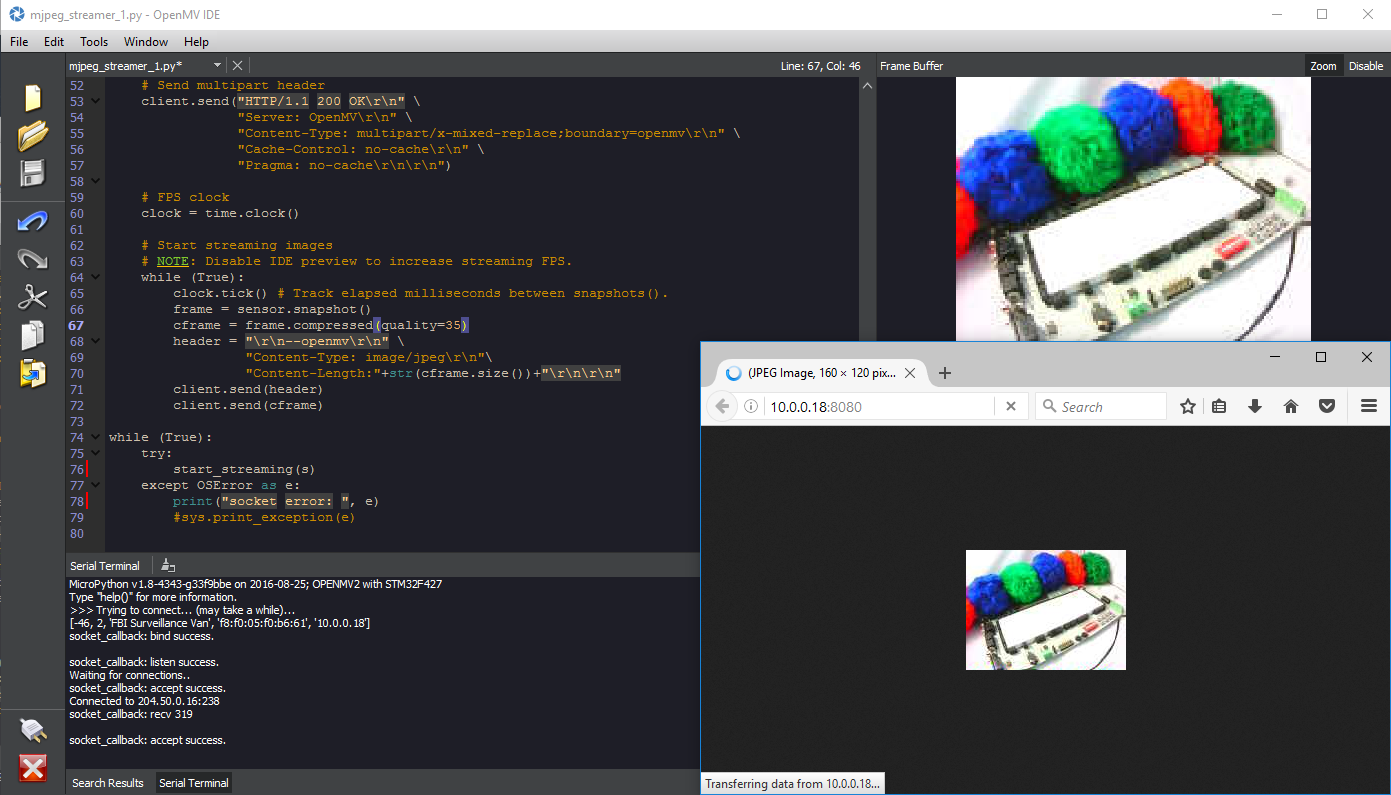 mjpeg_streamer_1.py - OpenMV IDE
File Edit Tools Window Help
mjpeg_streamer_1.py* Line: 67, Col: 46
52 # Send multipart header
53 client.send("HTTP/1.1 200 OK\r\n" \
54 "Server: OpenMV\r\n" \
55 "Content-Type: multipart/x-mixed-replace;boundary=openmv\r\n" \
56 "Cache-Control: no-cache\r\n" \
57 "Pragma: no-cache\r\n\r\n")
58
59 # FPS clock
60 clock = time.clock()
61
62 # Start streaming images
63 # NOTE: Disable IDE preview to increase streaming FPS.
64 while (True):
65 clock.tick() # Track elapsed milliseconds between snapshots().
66 frame = sensor.snapshot()
67 cframe = frame.compressed(quality=35)
68 header = "\r\n--openmv\r\n" \
69 "Content-Type: image/jpeg\r\n"\
70 "Content-Length:"+str(cframe.size())+"\r\n\r\n"
71 client.send(header)
72 client.send(cframe)
73
74 while (True):
75 try:
76 start_streaming(s)
77 except OSError as e:
78 print("socket error: ", e)
79 #sys.print_exception(e)
80
Serial Terminal
MicroPython v1.8-4343-g33f9bbe on 2016-08-25; OPENMV2 with STM32F427
Type "help()" for more information.
>>> Trying to connect... (may take a while)...
[-46, 2, 'FBI Surveillance Van', 'f8:f0:05:f0:b6:61', '10.0.0.18']
socket_callback: bind success.
socket_callback: listen success.
Waiting for connections..
socket_callback: accept success.
Connected to 204.50.0.16:238
socket_callback: recv 319
socket_callback: accept success.
Search Results Serial Terminal
Frame Buffer Zoom Disable
(JPEG Image, 160 × 120 pix...
10.0.0.18:8080 Search
Transferring data from 10.0.0.18...